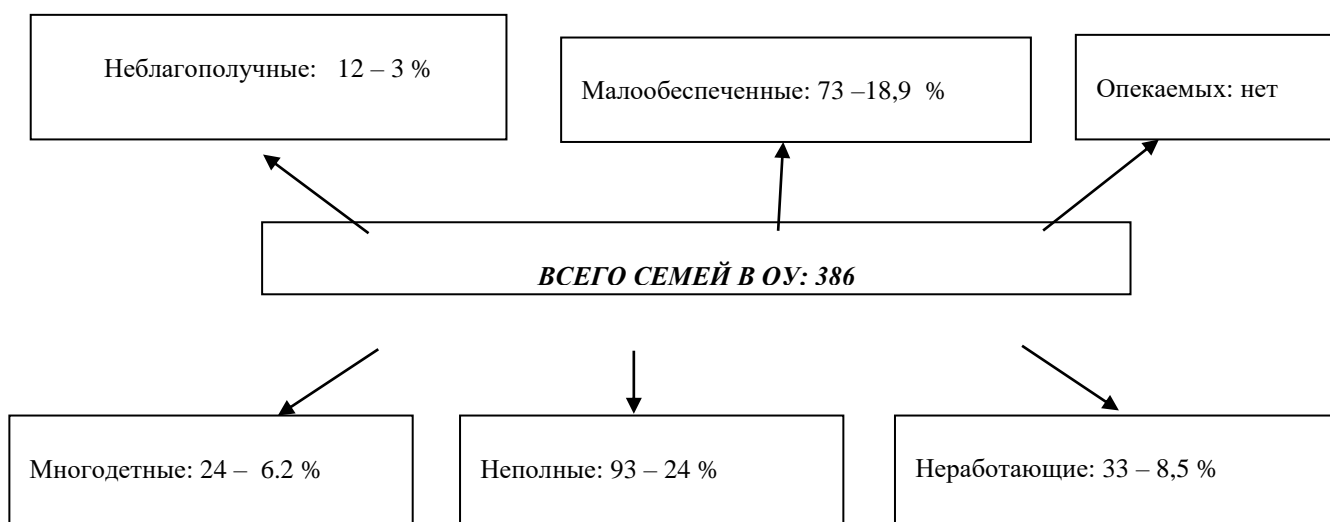 Неблагополучные: 12 – 3 %
Малообеспеченные: 73 –18,9 %
Опекаемых: нет
ВСЕГО СЕМЕЙ В ОУ: 386
Многодетные: 24 – 6.2 %
Неполные: 93 – 24 %
Неработающие: 33 – 8,5 %